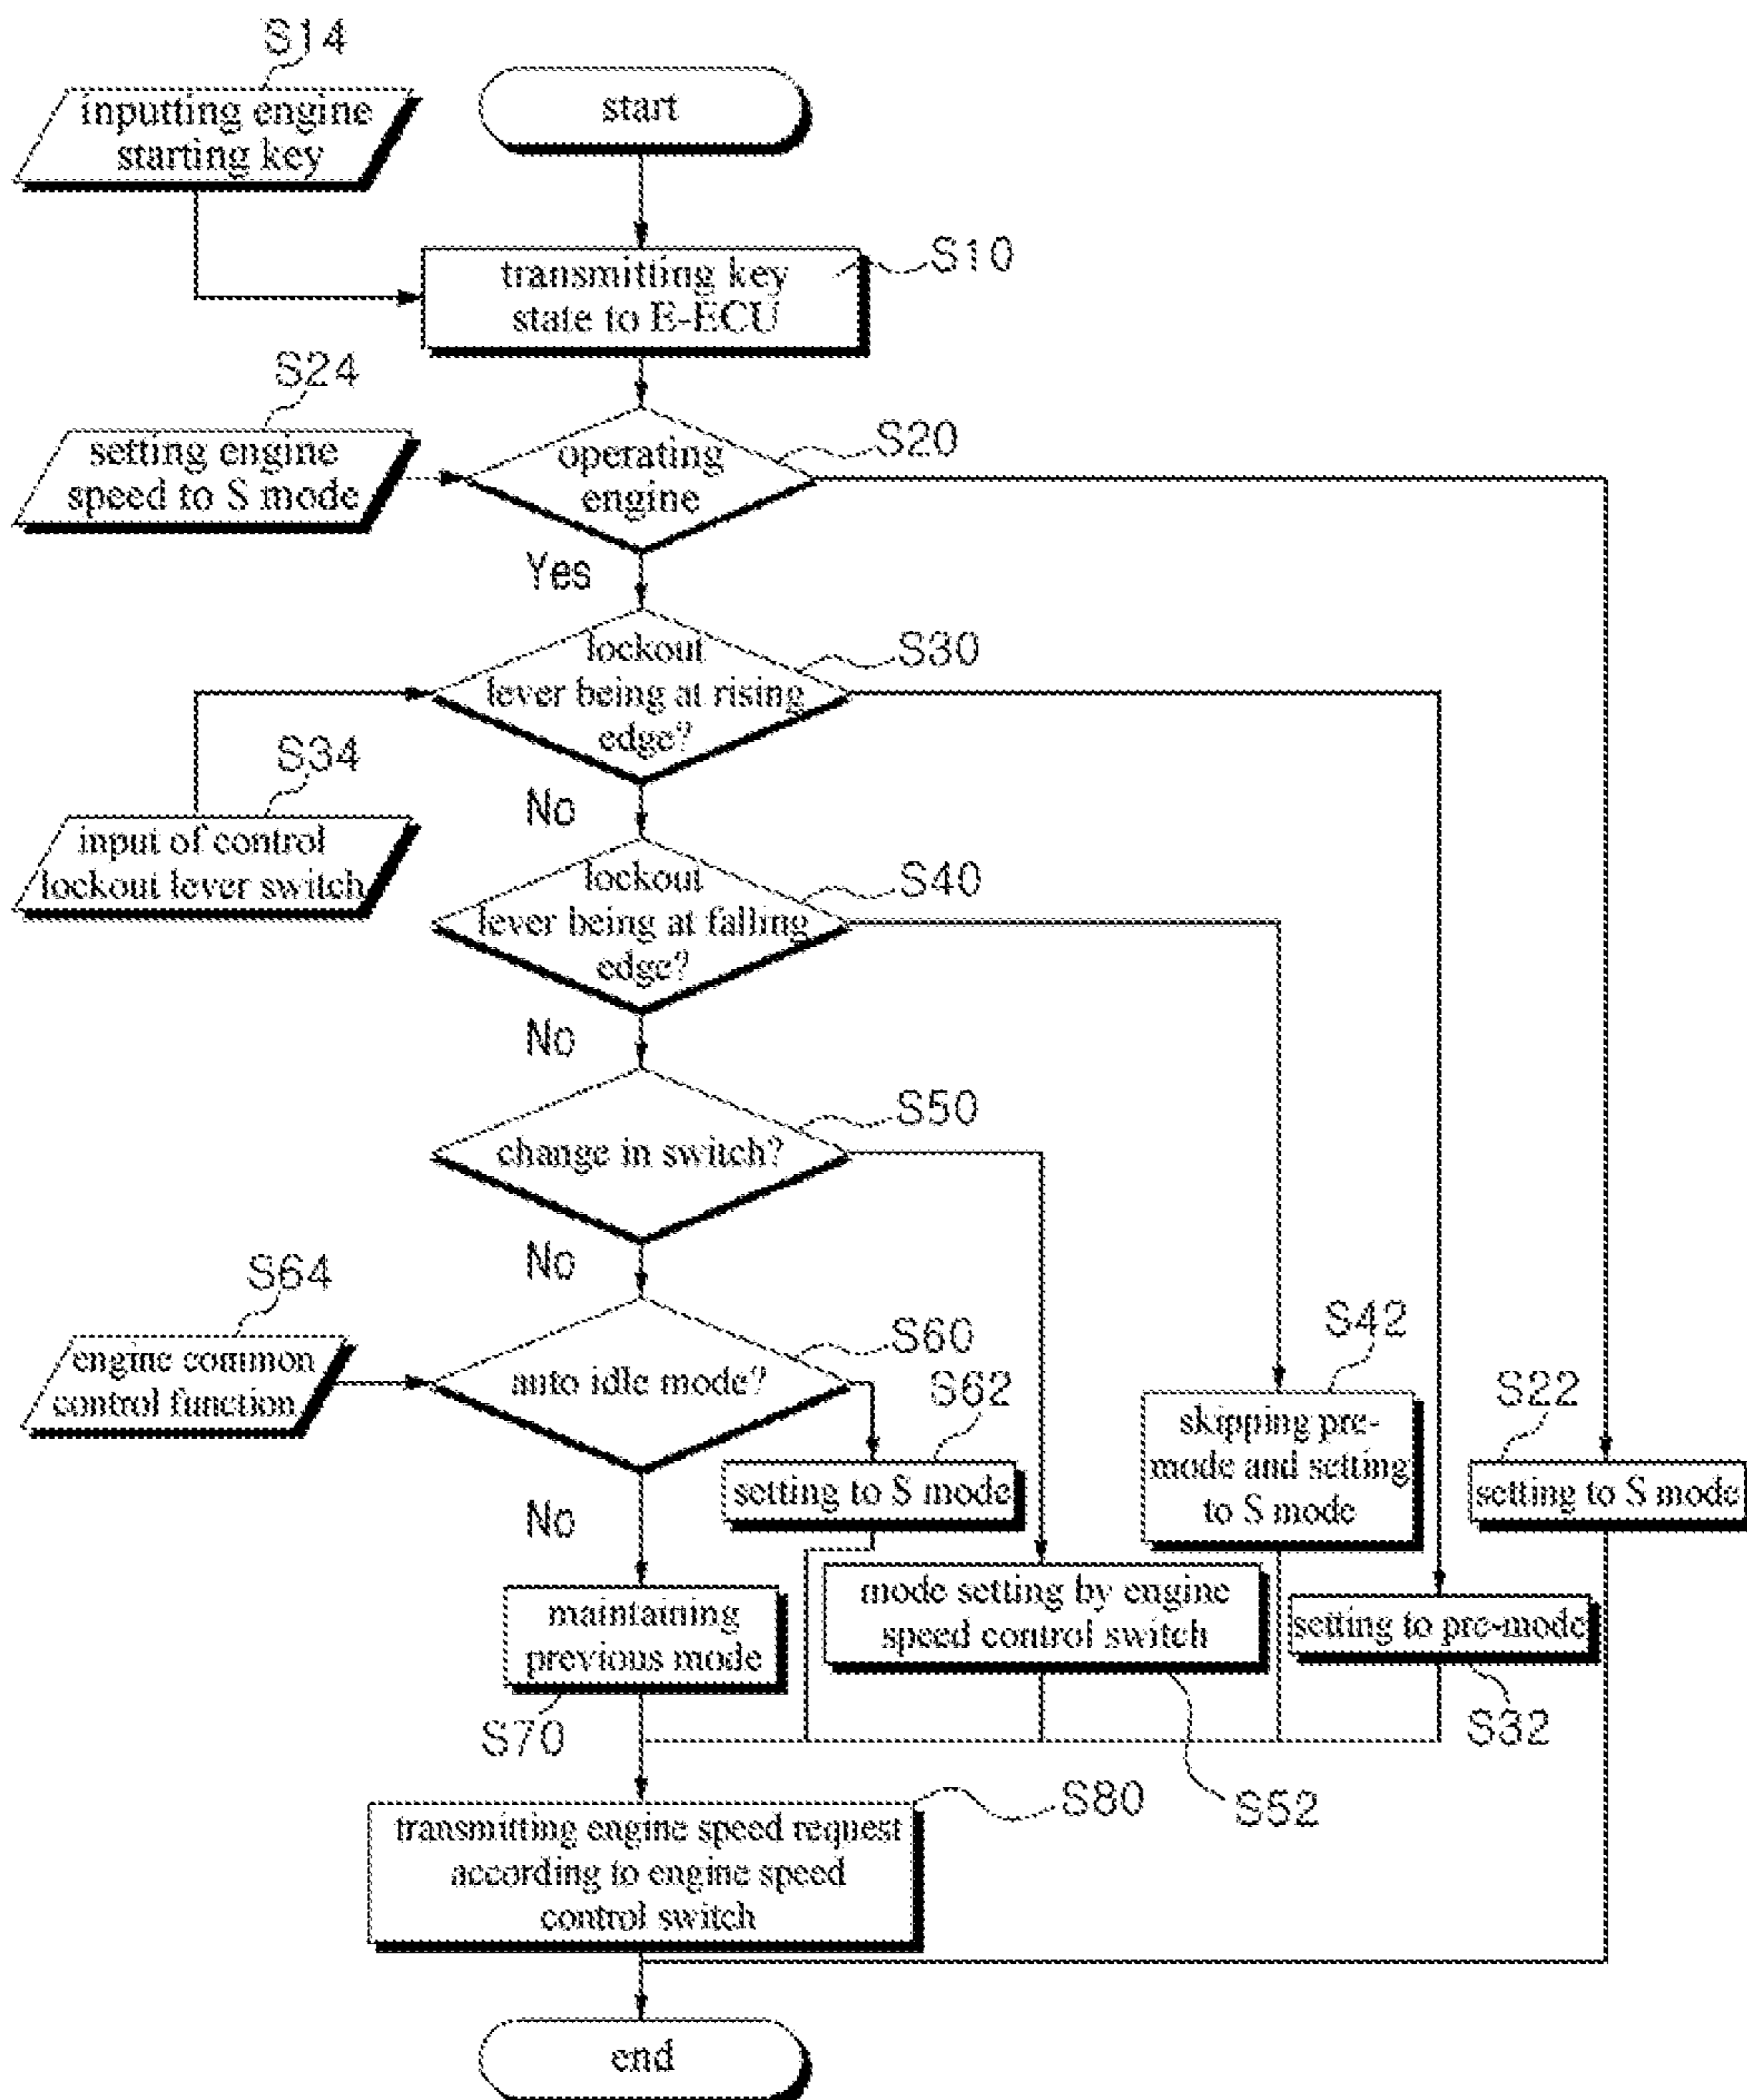 S14
inputting engine
starting key
start
S10
transmitting key
state to E-ECU
S24
setting engine
speed to S mode
S20
operating
engine
Yes
S30
lockout
lever being at rising
edge?
S34
input of control
lockout lever switch
No
S40
lockout
lever being at falling
edge?
No
S50
change in switch?
No
S64
engine common
control function
S60
auto idle mode?
S62
setting to S mode
S42
skipping pre-
mode and setting
to S mode
S22
setting to S mode
No
maintaining
previous mode
S70
mode setting by engine
speed control switch
S52
setting to pre-mode
S32
S80
transmitting engine speed request
according to engine speed
control switch
end